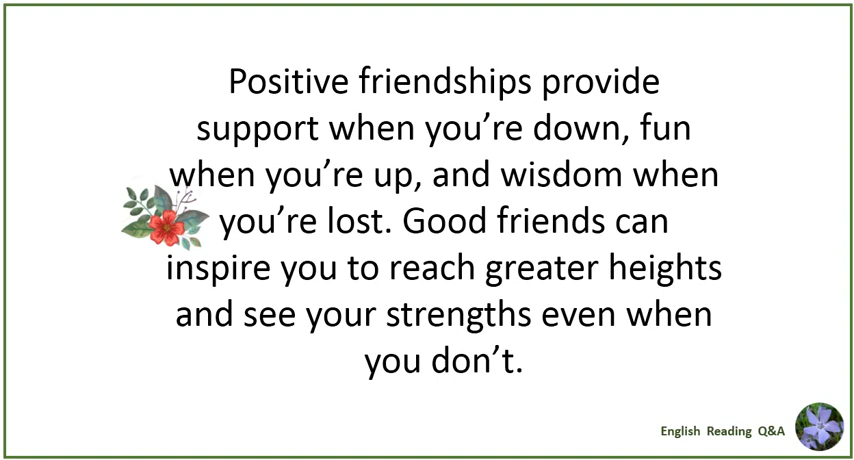 Positive friendships provide
support when you’re down, fun
when you’re up, and wisdom when
you’re lost. Good friends can
inspire you to reach greater heights
and see your strengths even when
you don’t.
English Reading Q&A